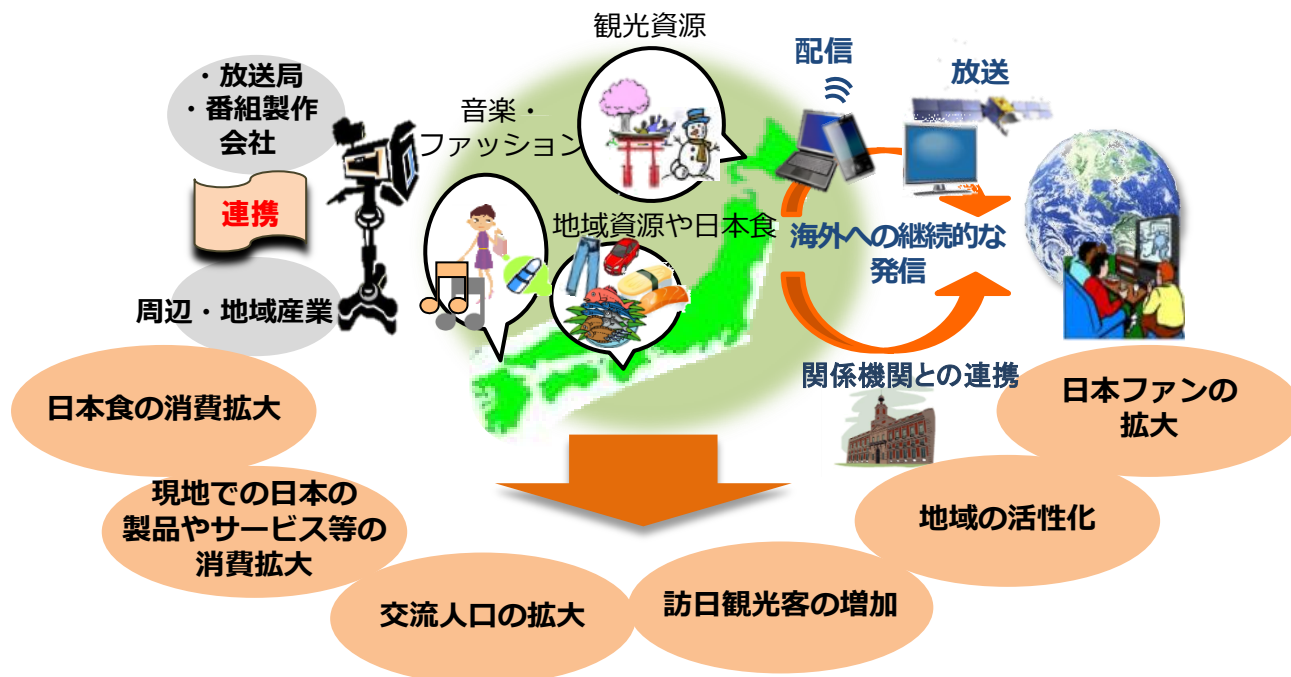 観光資源
配信
放送
・放送局
・番組製作
会社
音楽・
ファッション
連携
地域資源や日本食
海外への継続的な
発信
周辺・地域産業
関係機関との連携
日本食の消費拡大
日本ファンの
拡大
現地での日本の
製品やサービス等の
消費拡大
地域の活性化
交流人口の拡大
訪日観光客の増加